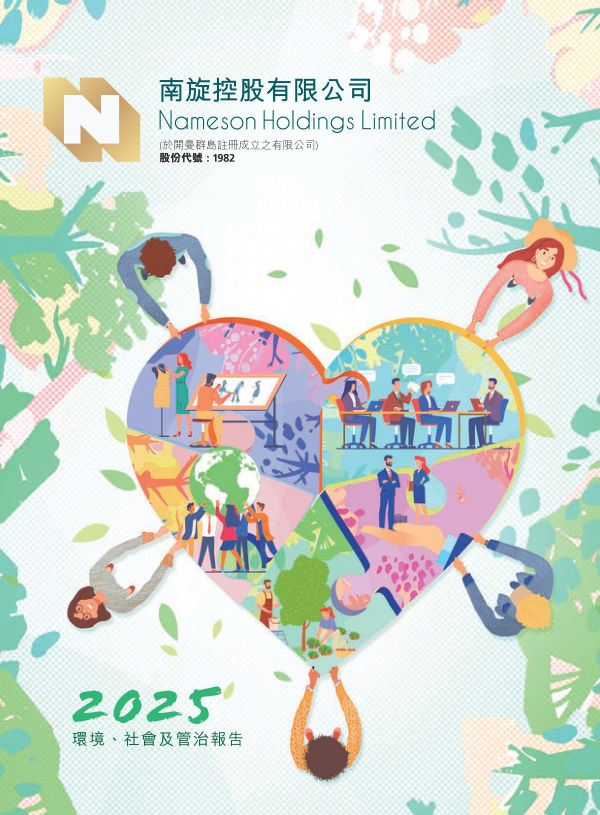 N
南旋控股有限公司
Nameson Holdings Limited
(於開曼群島註冊成立之有限公司)
股份代號：1982
2025
環境、社會及管治報告